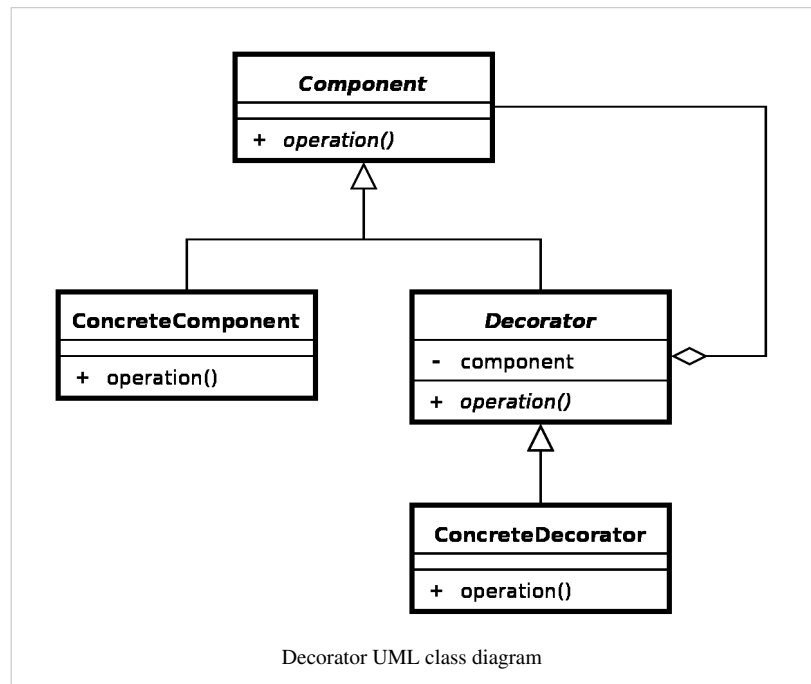 Component
+ operation()
ConcreteComponent
+ operation()
Decorator
- component
+ operation()
ConcreteDecorator
+ operation()
Decorator UML class diagram